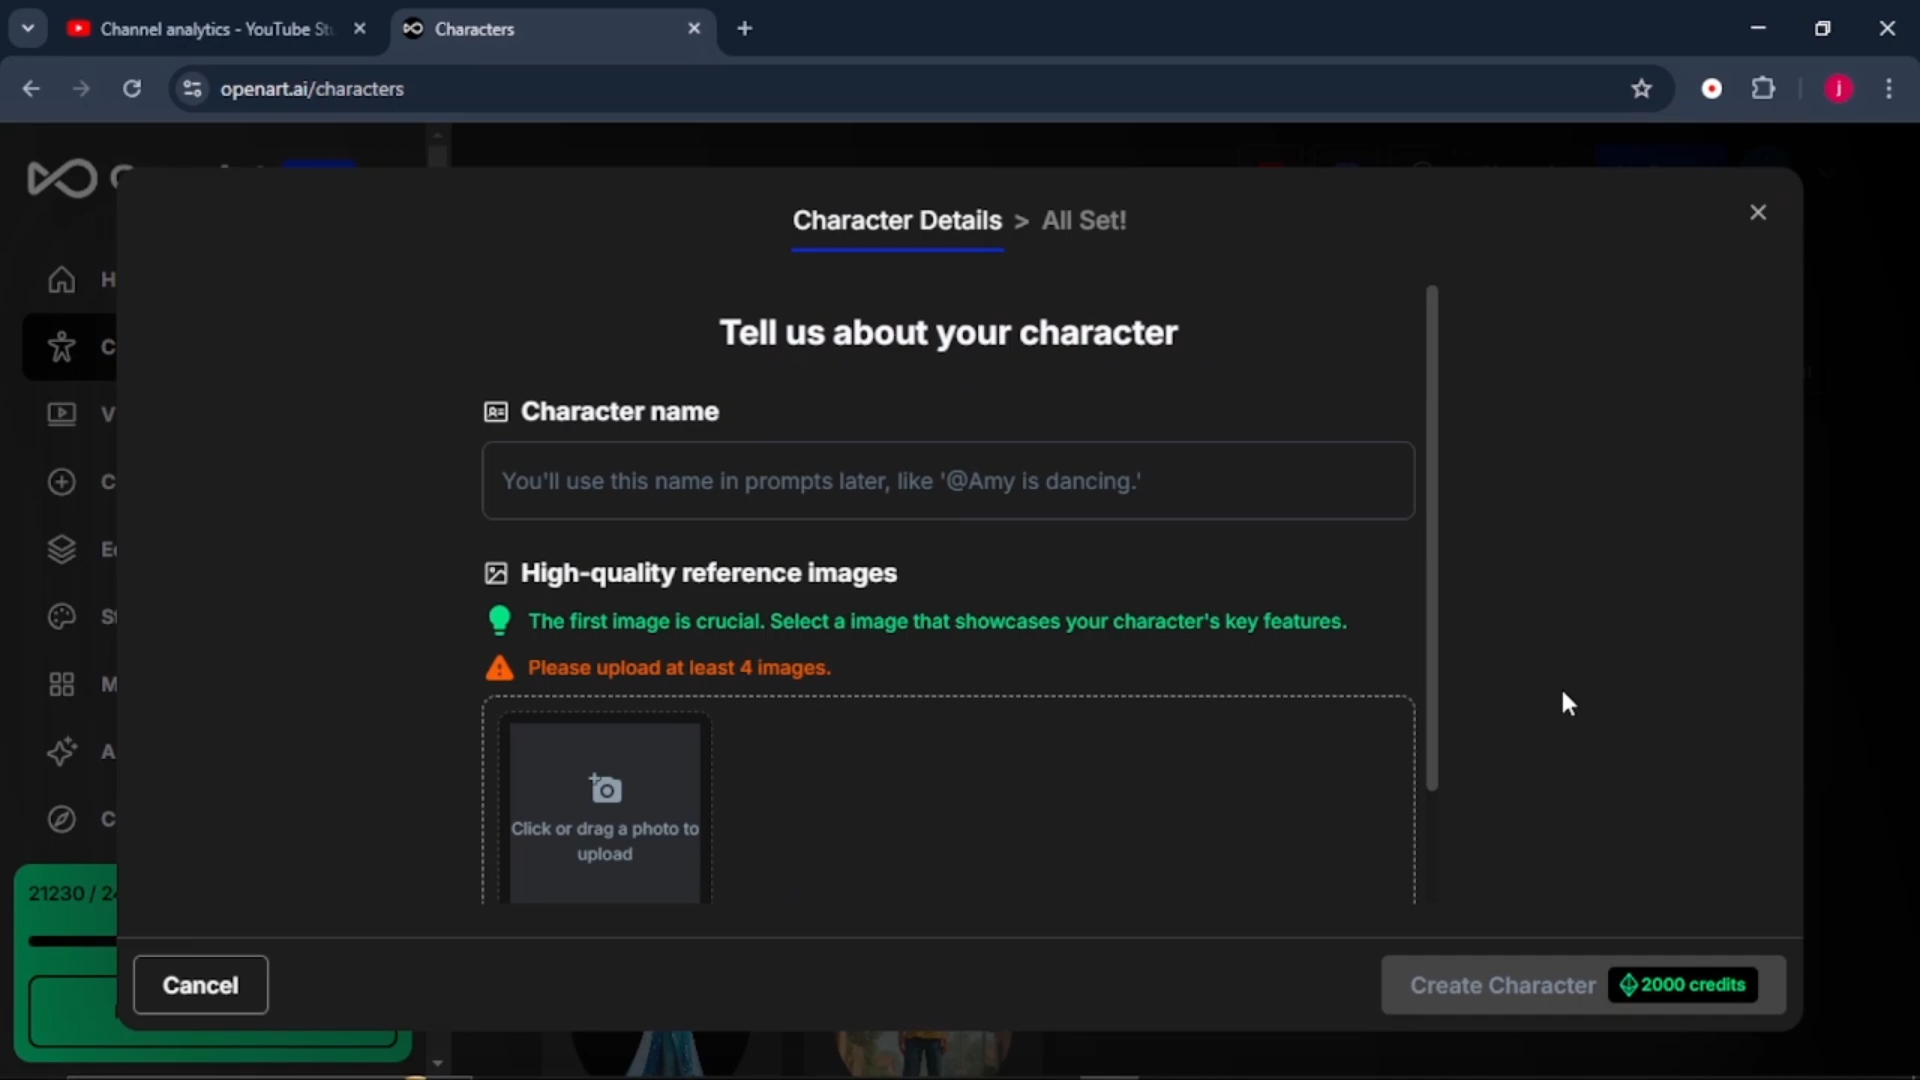 Channel analytics - YouTube St
Characters
openart.ai/characters
j
Character Details > All Set!
Tell us about your character
Character name
You'll use this name in prompts later, like '@Amy is dancing.'
High-quality reference images
The first image is crucial. Select a image that showcases your character's key features.
Please upload at least 4 images.
Click or drag a photo to
upload
H
C
V
C
E
S
M
A
C
21230 / 2
Cancel
Create Character
2000 credits